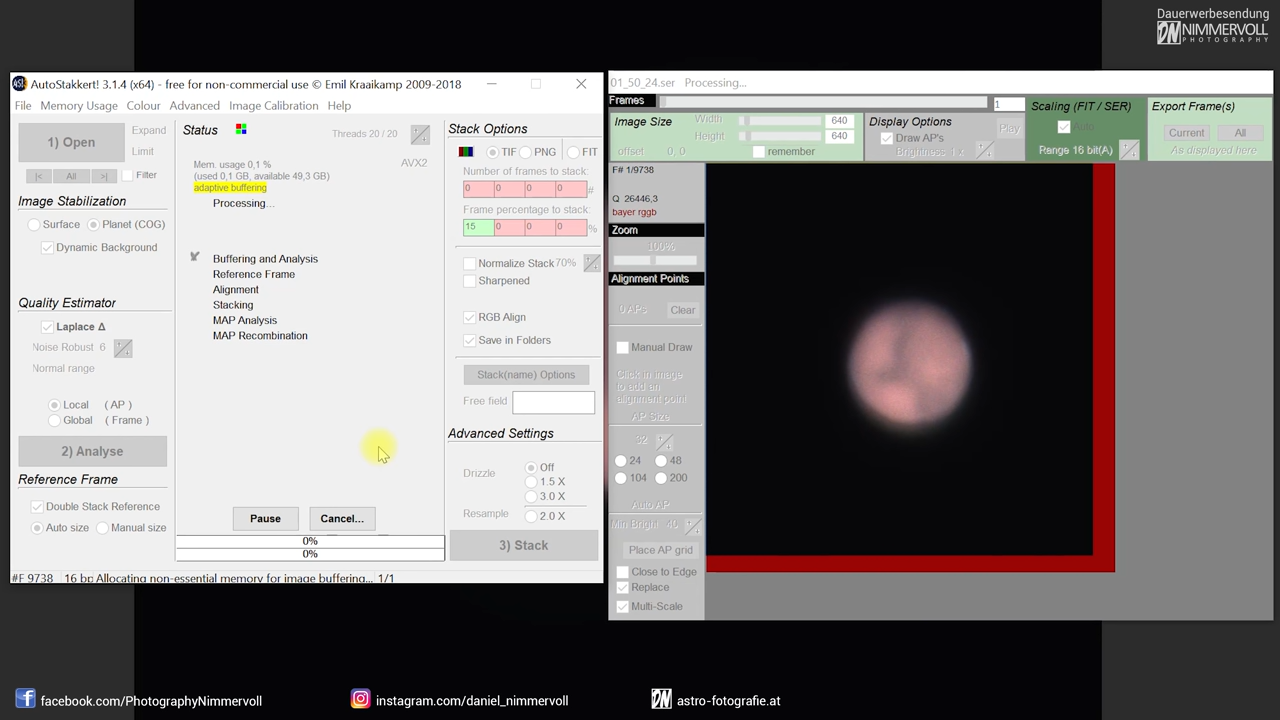 Dauerwerbesendung
NIMMERVOLL
PHOTOGRAPHY
AutoStakkert! 3.1.4 (x64) - free for non-commercial use © Emil Kraaikamp 2009-2018
File Memory Usage Colour Advanced Image Calibration Help
1) Open
Expand
Limit
|< All >| Filter
Image Stabilization
Surface Planet (COG)
Dynamic Background
Quality Estimator
Laplace Δ
Noise Robust 6
Normal range
Local (AP)
Global (Frame)
2) Analyse
Reference Frame
Double Stack Reference
Auto size Manual size
Status
Threads 20 / 20
AVX2
Mem. usage 0,1 %
(used 0,1 GB, available 49,3 GB)
adaptive buffering
Processing...
Buffering and Analysis
Reference Frame
Alignment
Stacking
MAP Analysis
MAP Recombination
Pause Cancel...
0%
0%
Stack Options
TIF PNG FIT
Number of frames to stack:
0 0 0 0 #
Frame percentage to stack:
15 0 0 0 %
Normalize Stack 70%
Sharpened
RGB Align
Save in Folders
Stack(name) Options
Free field
Advanced Settings
Drizzle
Off
1.5 X
3.0 X
Resample
2.0 X
3) Stack
#F 9738 16 bp Allocating non-essential memory for image buffering... 1/1
01_50_24.ser Processing...
Frames
1
Image Size
Width 640
Height 640
offset 0, 0 remember
Display Options
Draw AP's
Brightness 1 x
Play
Scaling (FIT / SER)
Auto
Range 16 bit(A)
Export Frame(s)
Current All
As displayed here
F# 1/9738
Q 26446,3
bayer rggb
Zoom
100%
Alignment Points
0 APs Clear
Manual Draw
Click in image
to add an
alignment point
AP Size
32
24 48
104 200
Auto AP
Min Bright 40
Place AP grid
Close to Edge
Replace
Multi-Scale
facebook.com/PhotographyNimmervoll
instagram.com/daniel_nimmervoll
astro-fotografie.at